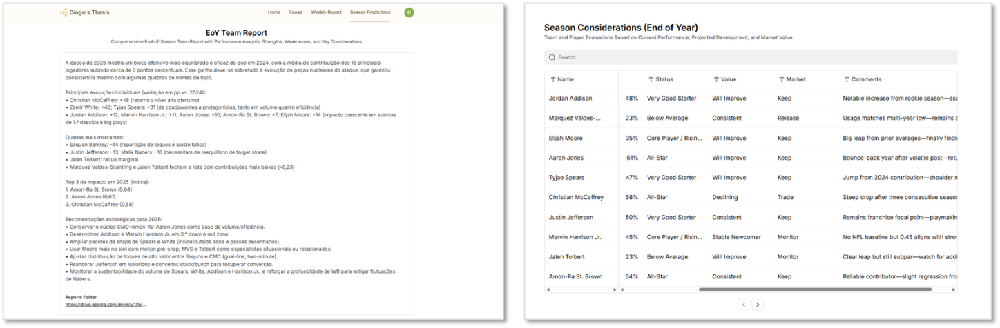 Diogo's Thesis
Home
Squad
Weekly Report
Season Predicitons
D
EoY Team Report
Comprehensive End-of-Season Team Report with Performance Analysis, Strengths, Weaknesses, and Key Considerations
A época de 2025 mostra um bloco ofensivo mais equilibrado e eficaz do que em 2024, com a média de contribuição dos 15 principais
jogadores subindo cerca de 8 pontos percentuais. Esse ganho deve-se sobretudo à evolução de peças nucleares do ataque, que garantiu
consistência mesmo com algumas quebras de nomes de topo.
Principais evoluções individuais (variação em pp vs. 2024):
• Christian McCaffrey: +48 (retorno a nível alfa ofensivo)
• Zamir White: +40; Tyjae Spears: +31 (de coadjuvantes a protagonistas, tanto em volume quanto eficiência)
• Jordan Addison: +12; Marvin Harrison Jr.: +11; Aaron Jones: +10; Amon-Ra St. Brown: +7; Elijah Moore: +14 (impacto crescente em subidas
de 1.ª descida e big plays)
Quedas mais marcantes:
• Saquon Barkley: –44 (repartição de toques e ajuste tático)
• Justin Jefferson: –13; Malik Nabers: –10 (necessitam de reequilíbrio de target share)
• Jalen Tolbert: recuo marginal
• Marquez Valdes-Scantling e Jalen Tolbert fecham a lista com contribuições mais baixas (≈0,23)
Top 3 de impacto em 2025 (índice):
1. Amon-Ra St. Brown (0,64)
2. Aaron Jones (0,61)
3. Christian McCaffrey (0,58)
Recomendações estratégicas para 2026:
• Conservar o núcleo CMC–Amon-Ra–Aaron Jones como base de volume/eficiência.
• Desenvolver Addison e Marvin Harrison Jr. em 3.º down e red zone.
• Ampliar pacotes de snaps de Spears e White (inside/outside zone e passes desenhados).
• Usar Moore mais no slot com motion pré-snap; MVS e Tolbert como especialistas situacionais ou rotacionados.
• Ajustar distribuição de toques de alto valor entre Saquon e CMC (goal-line, two-minute).
• Reancorar Jefferson em isolations e conceitos stack/bunch para recuperar conversão.
• Monitorar a sustentabilidade do volume de Spears, White, Addison e Harrison Jr., e reforçar a profundidade de WR para mitigar flutuações
de Nabers.
Reports Folder
https://drive.google.com/drive/u/1/fol...
Season Considerations (End of Year)
Team and Player Evaluations Based on Current Performance, Projected Development, and Market Value
Search
Name Status Value Market Comments
Jordan Addison 48% Very Good Starter Will Improve Keep Notable increase from rookie season—asc
Marquez Valdes-... 23% Below Average Consistent Release Usage matches multi-year low—remains a
Elijah Moore 35% Core Player / Risin... Will Improve Keep Big leap from prior averages—finally findi
Aaron Jones 61% All-Star Will Improve Keep Bounce-back year after volatile past—retu
Tyjae Spears 47% Very Good Starter Will Improve Keep Jump from 2024 contribution—shoulder m
Christian McCaffrey 58% All-Star Declining Trade Steep drop after three consecutive season
Justin Jefferson 50% Very Good Starter Consistent Keep Remains franchise focal point—playmakin
Marvin Harrison Jr. 45% Core Player / Risin... Stable Newcomer Monitor No NFL baseline but 0.45 aligns with stron
Jalen Tolbert 23% Below Average Will Improve Monitor Clear leap but still subpar—watch for addi
Amon-Ra St. Brown 64% All-Star Consistent Keep Reliable contributor—slight regression fro